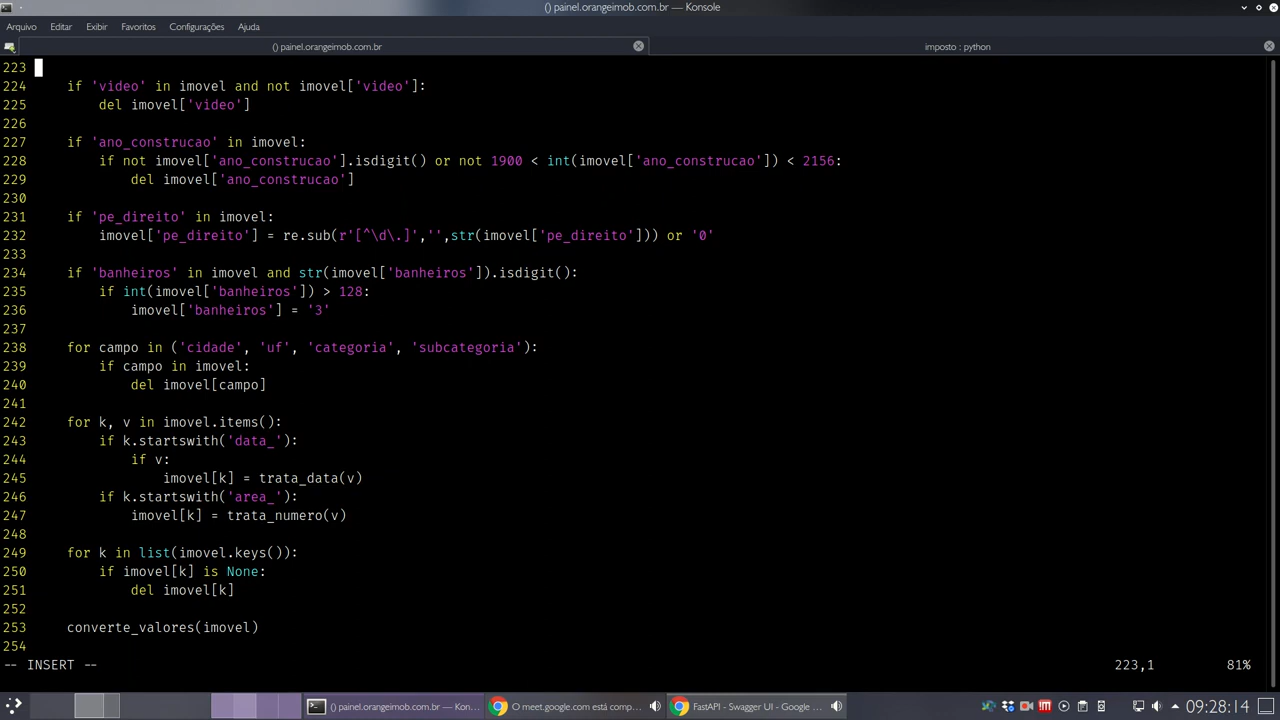 () painel.orangeimob.com.br — Konsole
Arquivo Editar Exibir Favoritos Configurações Ajuda
() painel.orangeimob.com.br imposto : python
223
224     if 'video' in imovel and not imovel['video']:
225         del imovel['video']
226
227     if 'ano_construcao' in imovel:
228         if not imovel['ano_construcao'].isdigit() or not 1900 < int(imovel['ano_construcao']) < 2156:
229             del imovel['ano_construcao']
230
231     if 'pe_direito' in imovel:
232         imovel['pe_direito'] = re.sub(r'[^\d\.]','',str(imovel['pe_direito'])) or '0'
233
234     if 'banheiros' in imovel and str(imovel['banheiros']).isdigit():
235         if int(imovel['banheiros']) > 128:
236             imovel['banheiros'] = '3'
237
238     for campo in ('cidade', 'uf', 'categoria', 'subcategoria'):
239         if campo in imovel:
240             del imovel[campo]
241
242     for k, v in imovel.items():
243         if k.startswith('data_'):
244             if v:
245                 imovel[k] = trata_data(v)
246         if k.startswith('area_'):
247             imovel[k] = trata_numero(v)
248
249     for k in list(imovel.keys()):
250         if imovel[k] is None:
251             del imovel[k]
252
253     converte_valores(imovel)
254
-- INSERT -- 223,1 81%
() painel.orangeimob.com.br — Kon... O meet.google.com está comp... FastAPI - Swagger UI - Google ... 09:28:14